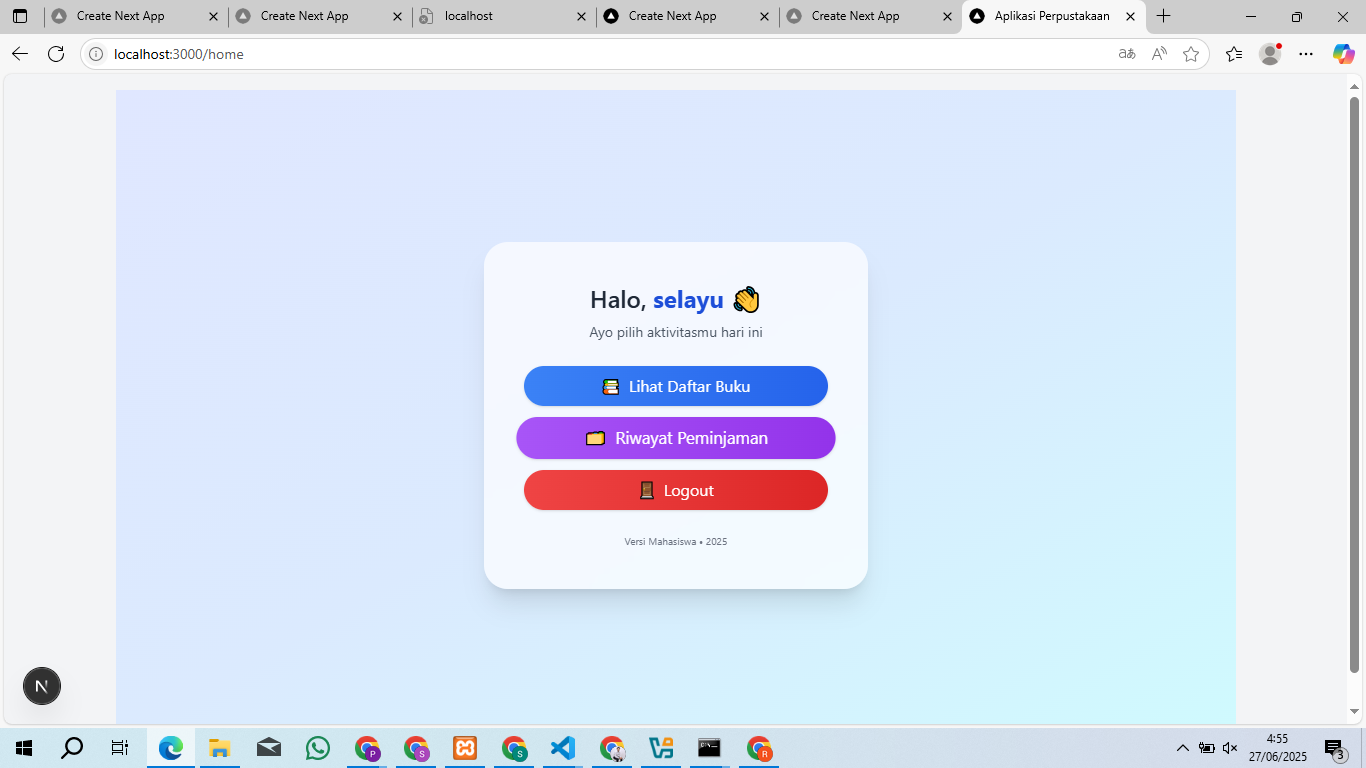 Create Next App
Create Next App
localhost
Create Next App
Create Next App
Aplikasi Perpustakaan
localhost:3000/home
Halo, selayu 👋
Ayo pilih aktivitasmu hari ini
📚 Lihat Daftar Buku
🗂️ Riwayat Peminjaman
🚪 Logout
Versi Mahasiswa • 2025
N
P
S
S
R
4:55
27/06/2025
3